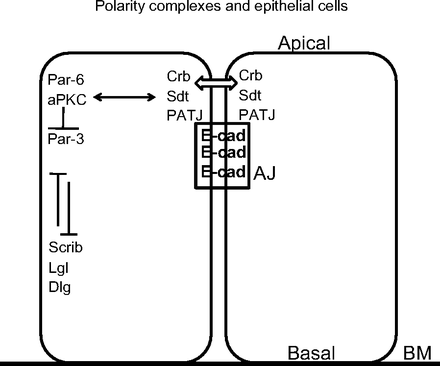 Polarity complexes and epithelial cells
Apical
Par-6
aPKC
Par-3
Crb
Sdt
PATJ
Crb
Sdt
PATJ
E-cad
E-cad
E-cad
AJ
Scrib
Lgl
Dlg
Basal
BM